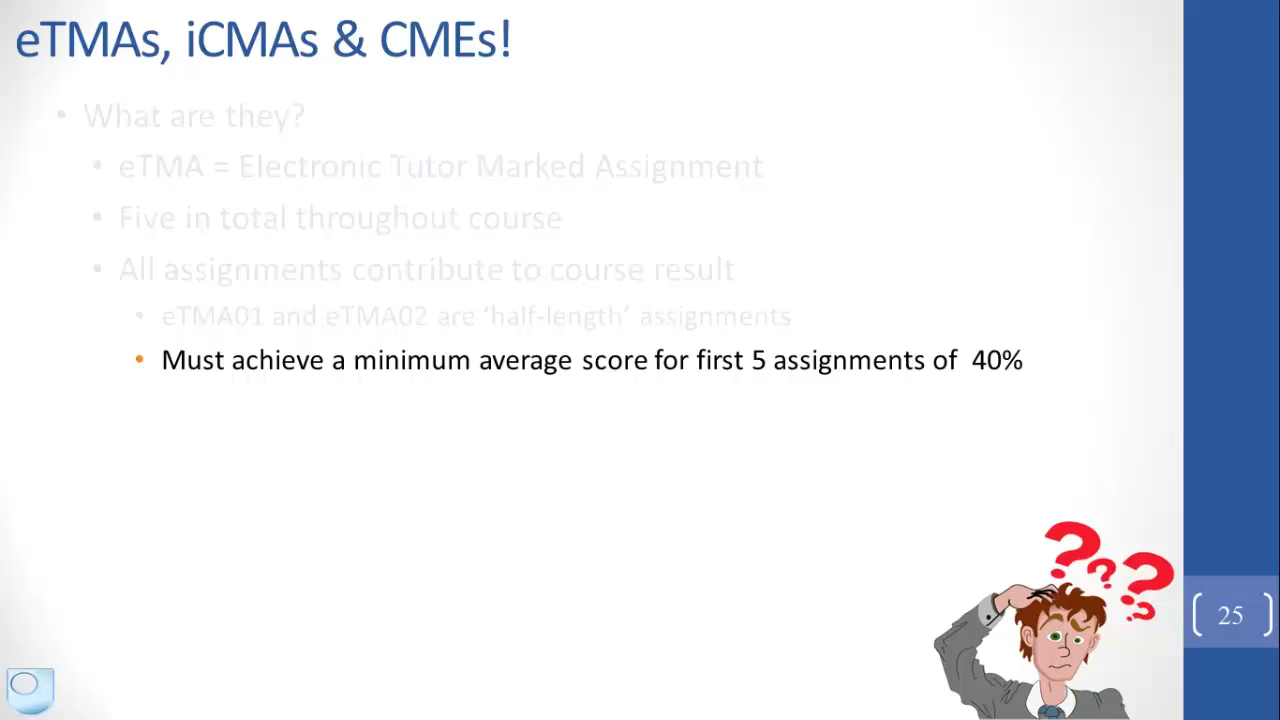 eTMAs, iCMAs & CMEs!
• What are they?
• eTMA = Electronic Tutor Marked Assignment
• Five in total throughout course
• All assignments contribute to course result
• eTMA01 and eTMA02 are ‘half-length’ assignments
• Must achieve a minimum average score for first 5 assignments of 40%
? ? ? ?
25